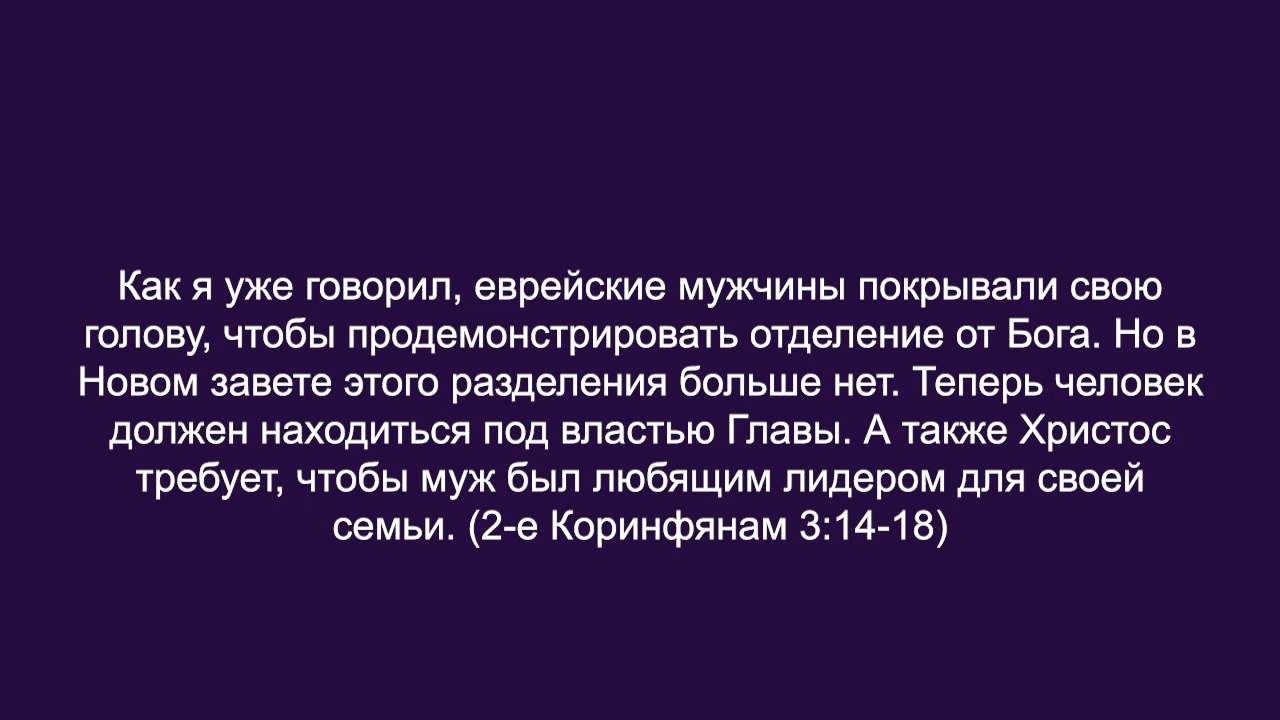 Как я уже говорил, еврейские мужчины покрывали свою
голову, чтобы продемонстрировать отделение от Бога. Но в
Новом завете этого разделения больше нет. Теперь человек
должен находиться под властью Главы. А также Христос
требует, чтобы муж был любящим лидером для своей
семьи. (2-е Коринфянам 3:14-18)